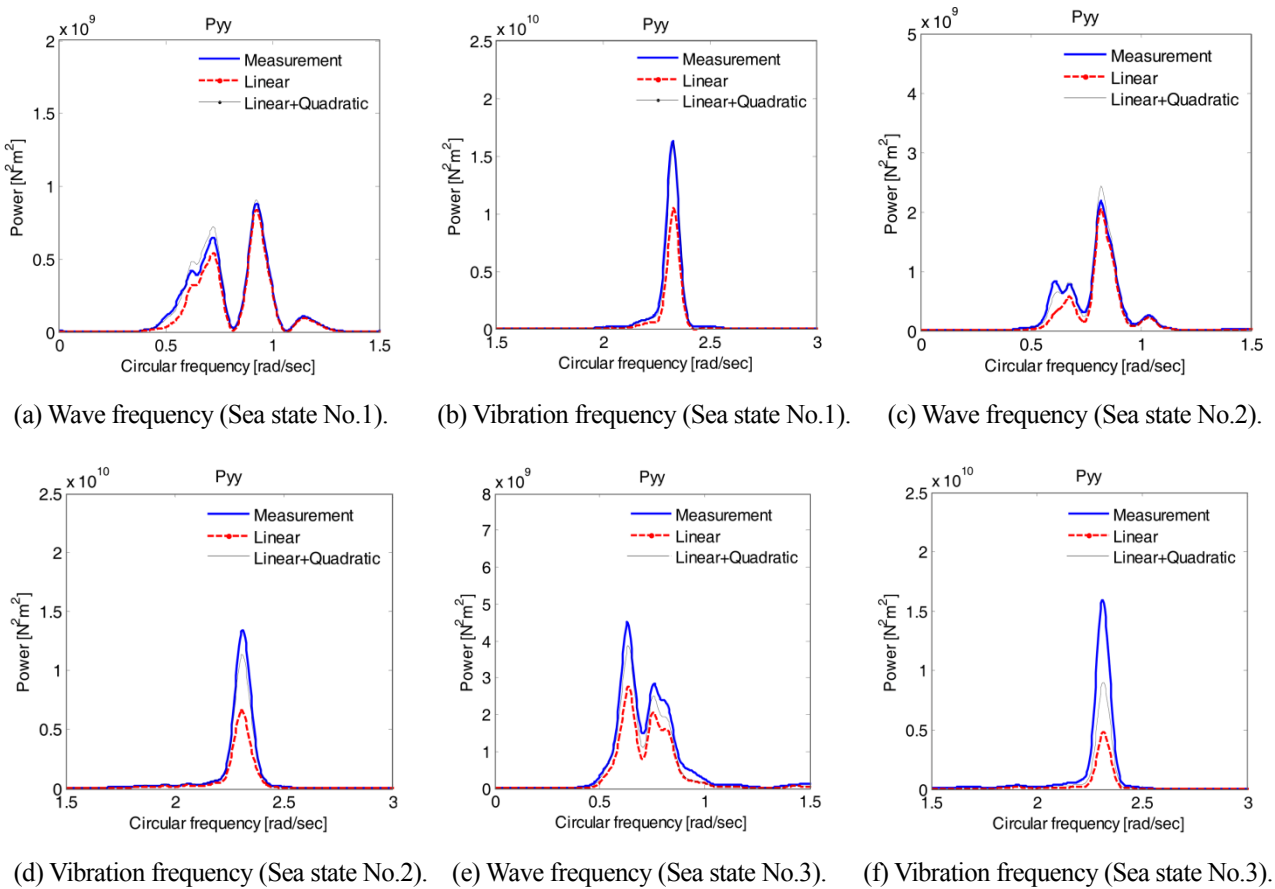 x 10^9
Pyy
2
1.5
1
0.5
0
Power [N^2m^2]
Measurement
Linear
Linear+Quadratic
0 0.5 1 1.5
Circular frequency [rad/sec]
(a) Wave frequency (Sea state No.1).
x 10^10
Pyy
2.5
2
1.5
1
0.5
0
Power [N^2m^2]
Measurement
Linear
Linear+Quadratic
1.5 2 2.5 3
Circular frequency [rad/sec]
(b) Vibration frequency (Sea state No.1).
x 10^9
Pyy
5
4
3
2
1
0
Power [N^2m^2]
Measurement
Linear
Linear+Quadratic
0 0.5 1 1.5
Circular frequency [rad/sec]
(c) Wave frequency (Sea state No.2).
x 10^10
Pyy
2.5
2
1.5
1
0.5
0
Power [N^2m^2]
Measurement
Linear
Linear+Quadratic
1.5 2 2.5 3
Circular frequency [rad/sec]
(d) Vibration frequency (Sea state No.2).
x 10^9
Pyy
8
7
6
5
4
3
2
1
0
Power [N^2m^2]
Measurement
Linear
Linear+Quadratic
0 0.5 1 1.5
Circular frequency [rad/sec]
(e) Wave frequency (Sea state No.3).
x 10^10
Pyy
2.5
2
1.5
1
0.5
0
Power [N^2m^2]
Measurement
Linear
Linear+Quadratic
1.5 2 2.5 3
Circular frequency [rad/sec]
(f) Vibration frequency (Sea state No.3).